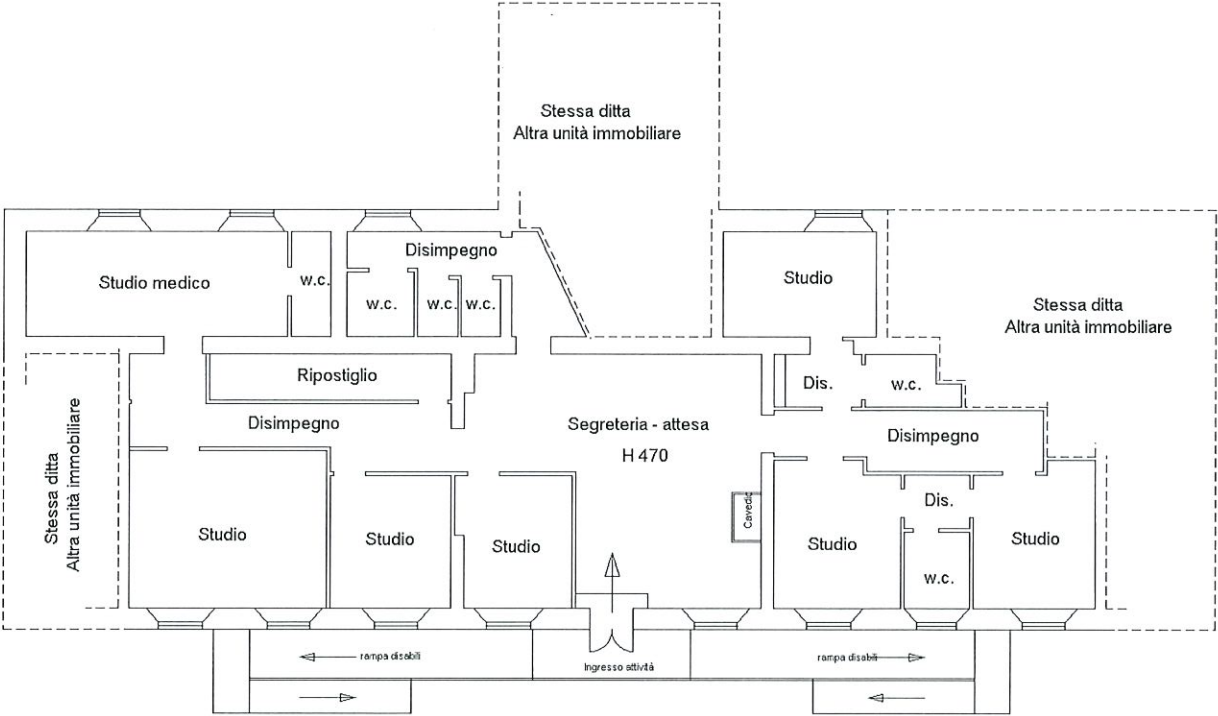 Stessa ditta
Altra unità immobiliare
Disimpegno
Studio medico
w.c.
w.c.
w.c.
w.c.
Studio
Stessa ditta
Altra unità immobiliare
Ripostiglio
Dis.
w.c.
Disimpegno
Segreteria - attesa
H 470
Disimpegno
Stessa ditta
Altra unità immobiliare
Studio
Studio
Studio
Cavedio
Studio
Dis.
w.c.
Studio
rampa disabili
Ingresso attività
rampa disabili